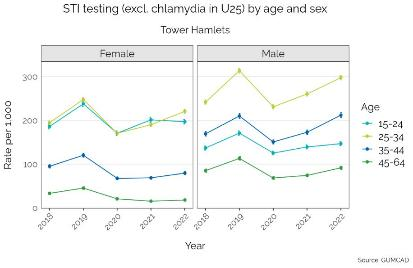 STI testing (excl. chlamydia in U25) by age and sex
Tower Hamlets
Female
Male
Rate per 1,000
300
200
100
0
2018
2019
2020
2021
2022
2018
2019
2020
2021
2022
Year
Age
15-24
25-34
35-44
45-64
Source: GUMCAD